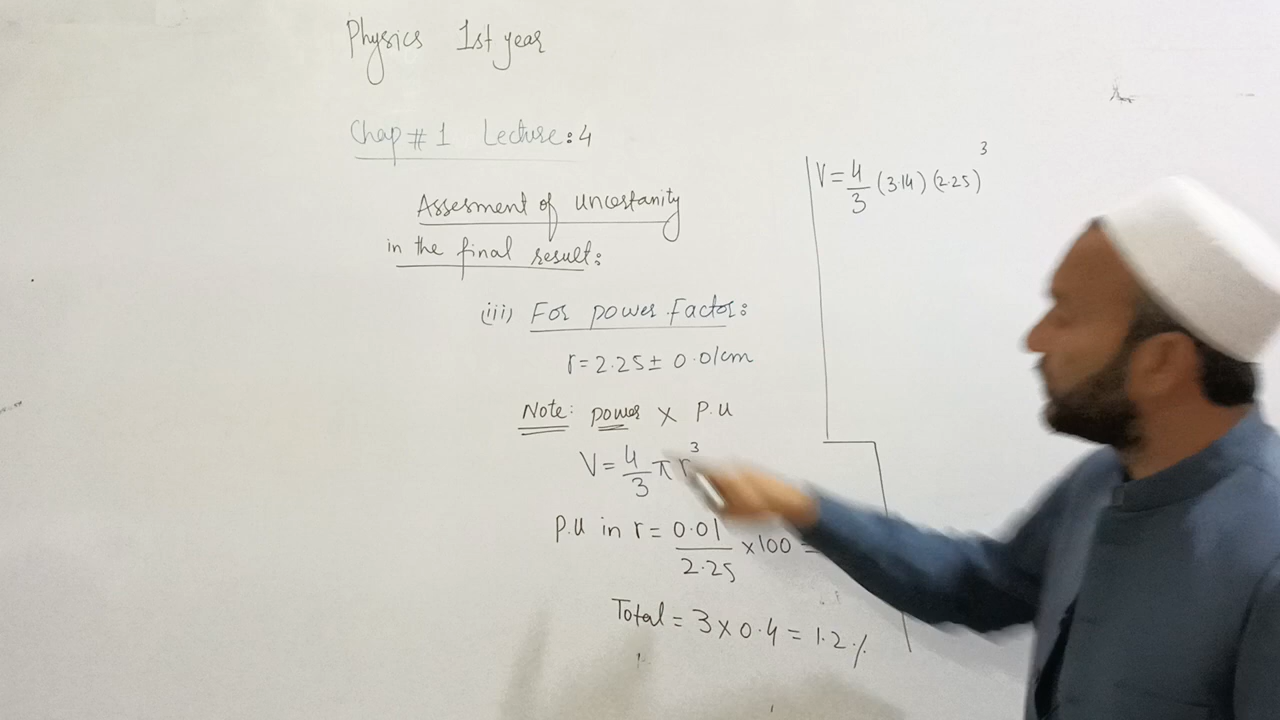 Physics 1st year
Chap # 1 Lecture: 4
Assesment of uncertanity
in the final result:
(iii) For power Factor:
r = 2.25 ± 0.01cm
Note: power × P.u
V = 4/3 π r³
P.u in r = 0.01/2.25 × 100 =
Total = 3 × 0.4 = 1.2 %
V = 4/3 (3.14) (2.25)³